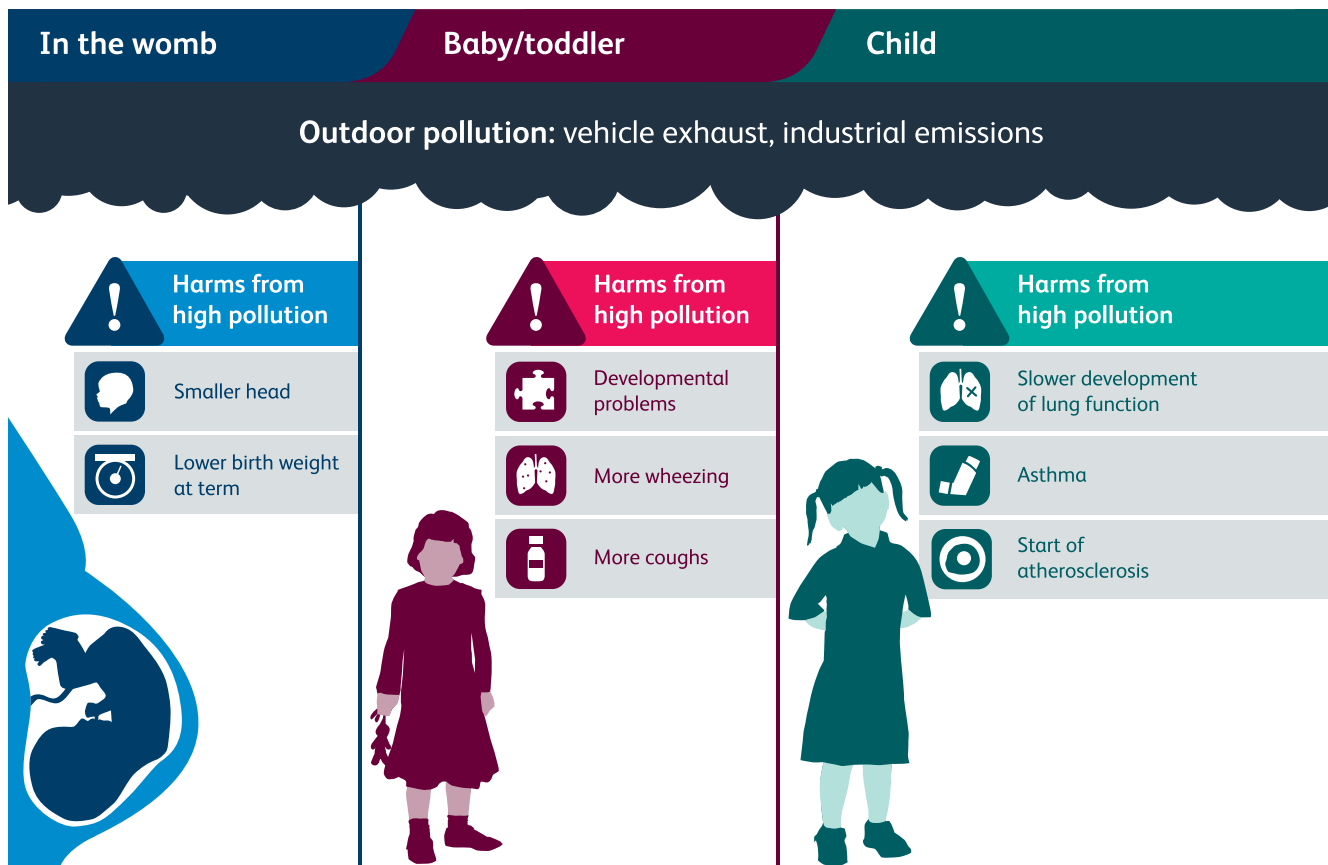 In the womb
Baby/toddler
Child
Outdoor pollution: vehicle exhaust, industrial emissions
Harms from
high pollution
Smaller head
Lower birth weight
at term
Harms from
high pollution
Developmental
problems
More wheezing
More coughs
Harms from
high pollution
Slower development
of lung function
Asthma
Start of
atherosclerosis